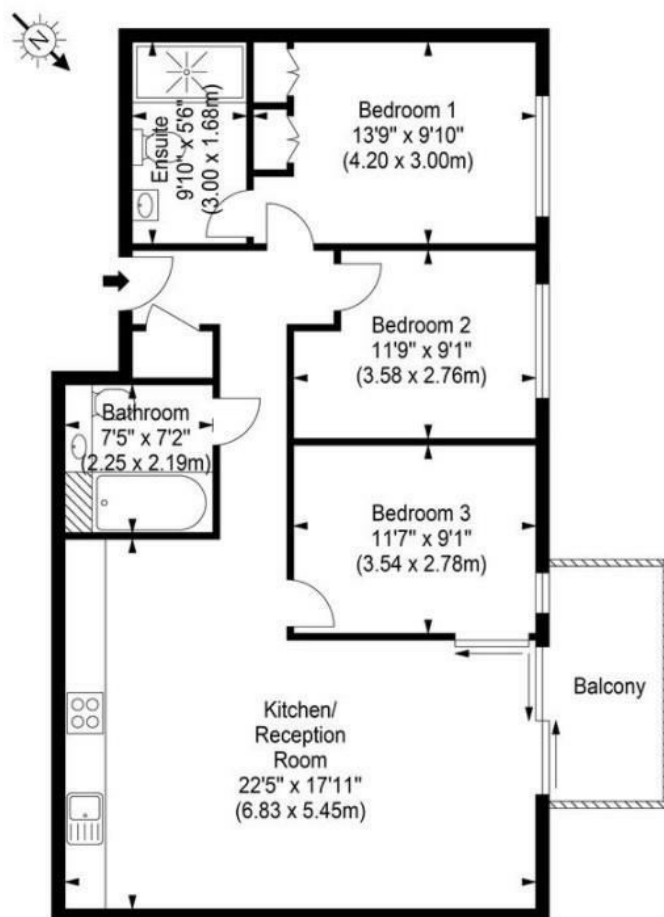 N
Ensuite
9'10" x 5'6"
(3.00 x 1.68m)
Bedroom 1
13'9" x 9'10"
(4.20 x 3.00m)
Bedroom 2
11'9" x 9'1"
(3.58 x 2.76m)
Bathroom
7'5" x 7'2"
(2.25 x 2.19m)
Bedroom 3
11'7" x 9'1"
(3.54 x 2.78m)
Balcony
Kitchen/
Reception
Room
22'5" x 17'11"
(6.83 x 5.45m)